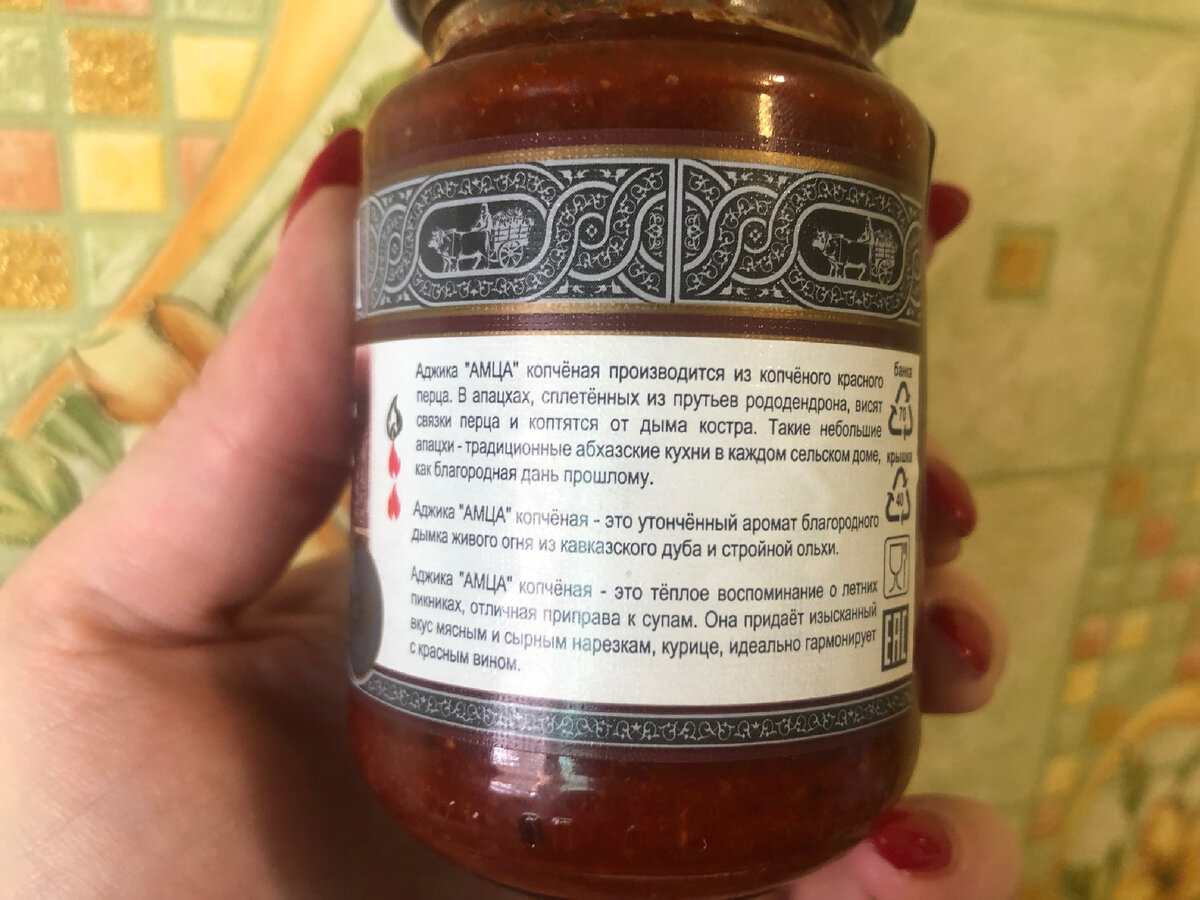 Аджика "АМЦА" копчёная производится из копчёного красного
перца. В апацхах, сплетённых из прутьев рододендрона, висят
связки перца и коптятся от дыма костра. Такие небольшие
апацхи - традиционные абхазские кухни в каждом сельском доме,
как благородная дань прошлому.
Аджика "АМЦА" копчёная - это утончённый аромат благородного
дымка живого огня из кавказского дуба и стройной ольхи.
Аджика "АМЦА" копчёная - это тёплое воспоминание о летних
пикниках, отличная приправа к супам. Она придаёт изысканный
вкус мясным и сырным нарезкам, курице, идеально гармонирует
с красным вином.
банка
70
крышка
40
EAC